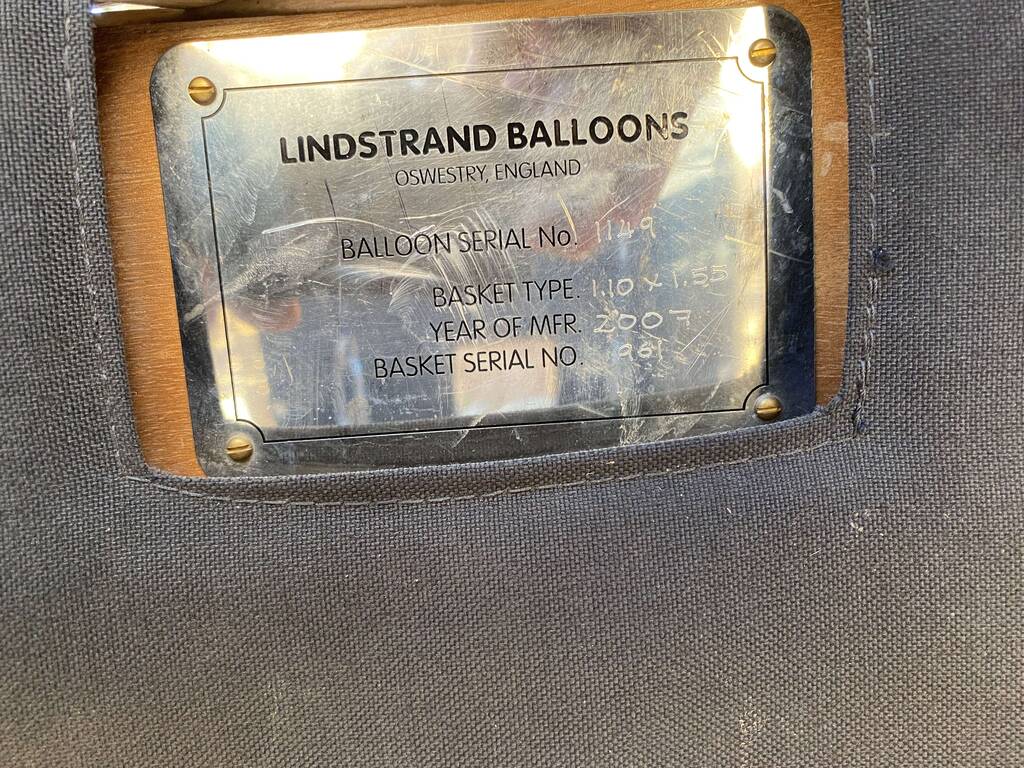 LINDSTRAND BALLOONS
OSWESTRY, ENGLAND
BALLOON SERIAL No. 1149
BASKET TYPE. 1.10 x 1.55
YEAR OF MFR. 2007
BASKET SERIAL NO.